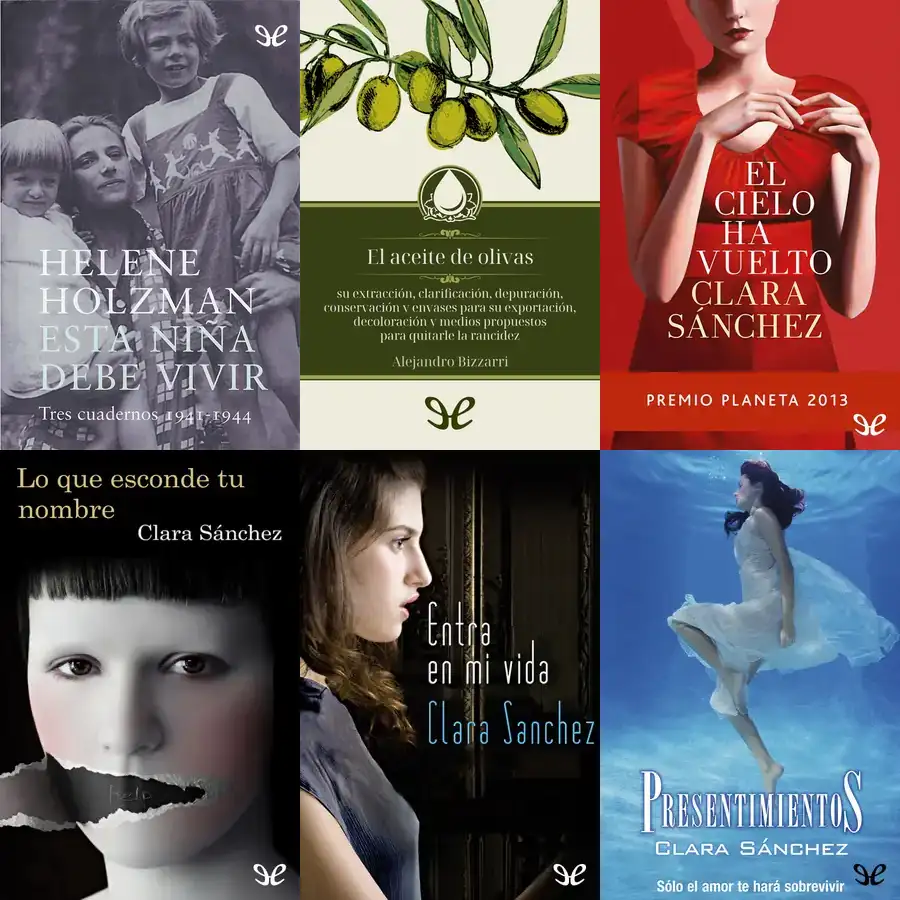 HELENE
HOLZMAN
ESTA NIÑA
DEBE VIVIR
Tres cuadernos 1941-1944
El aceite de olivas
su extracción, clarificación, depuración,
conservación y envases para su exportación,
decoloración y medios propuestos
para quitarle la rancidez
Alejandro Bizzarri
EL
CIELO
HA
VUELTO
CLARA
SÁNCHEZ
PREMIO PLANETA 2013
Lo que esconde tu
nombre
Clara Sánchez
help
Entra
en mi vida
Clara Sanchez
PRESENTIMIENTOS
CLARA SÁNCHEZ
Sólo el amor te hará sobrevivir